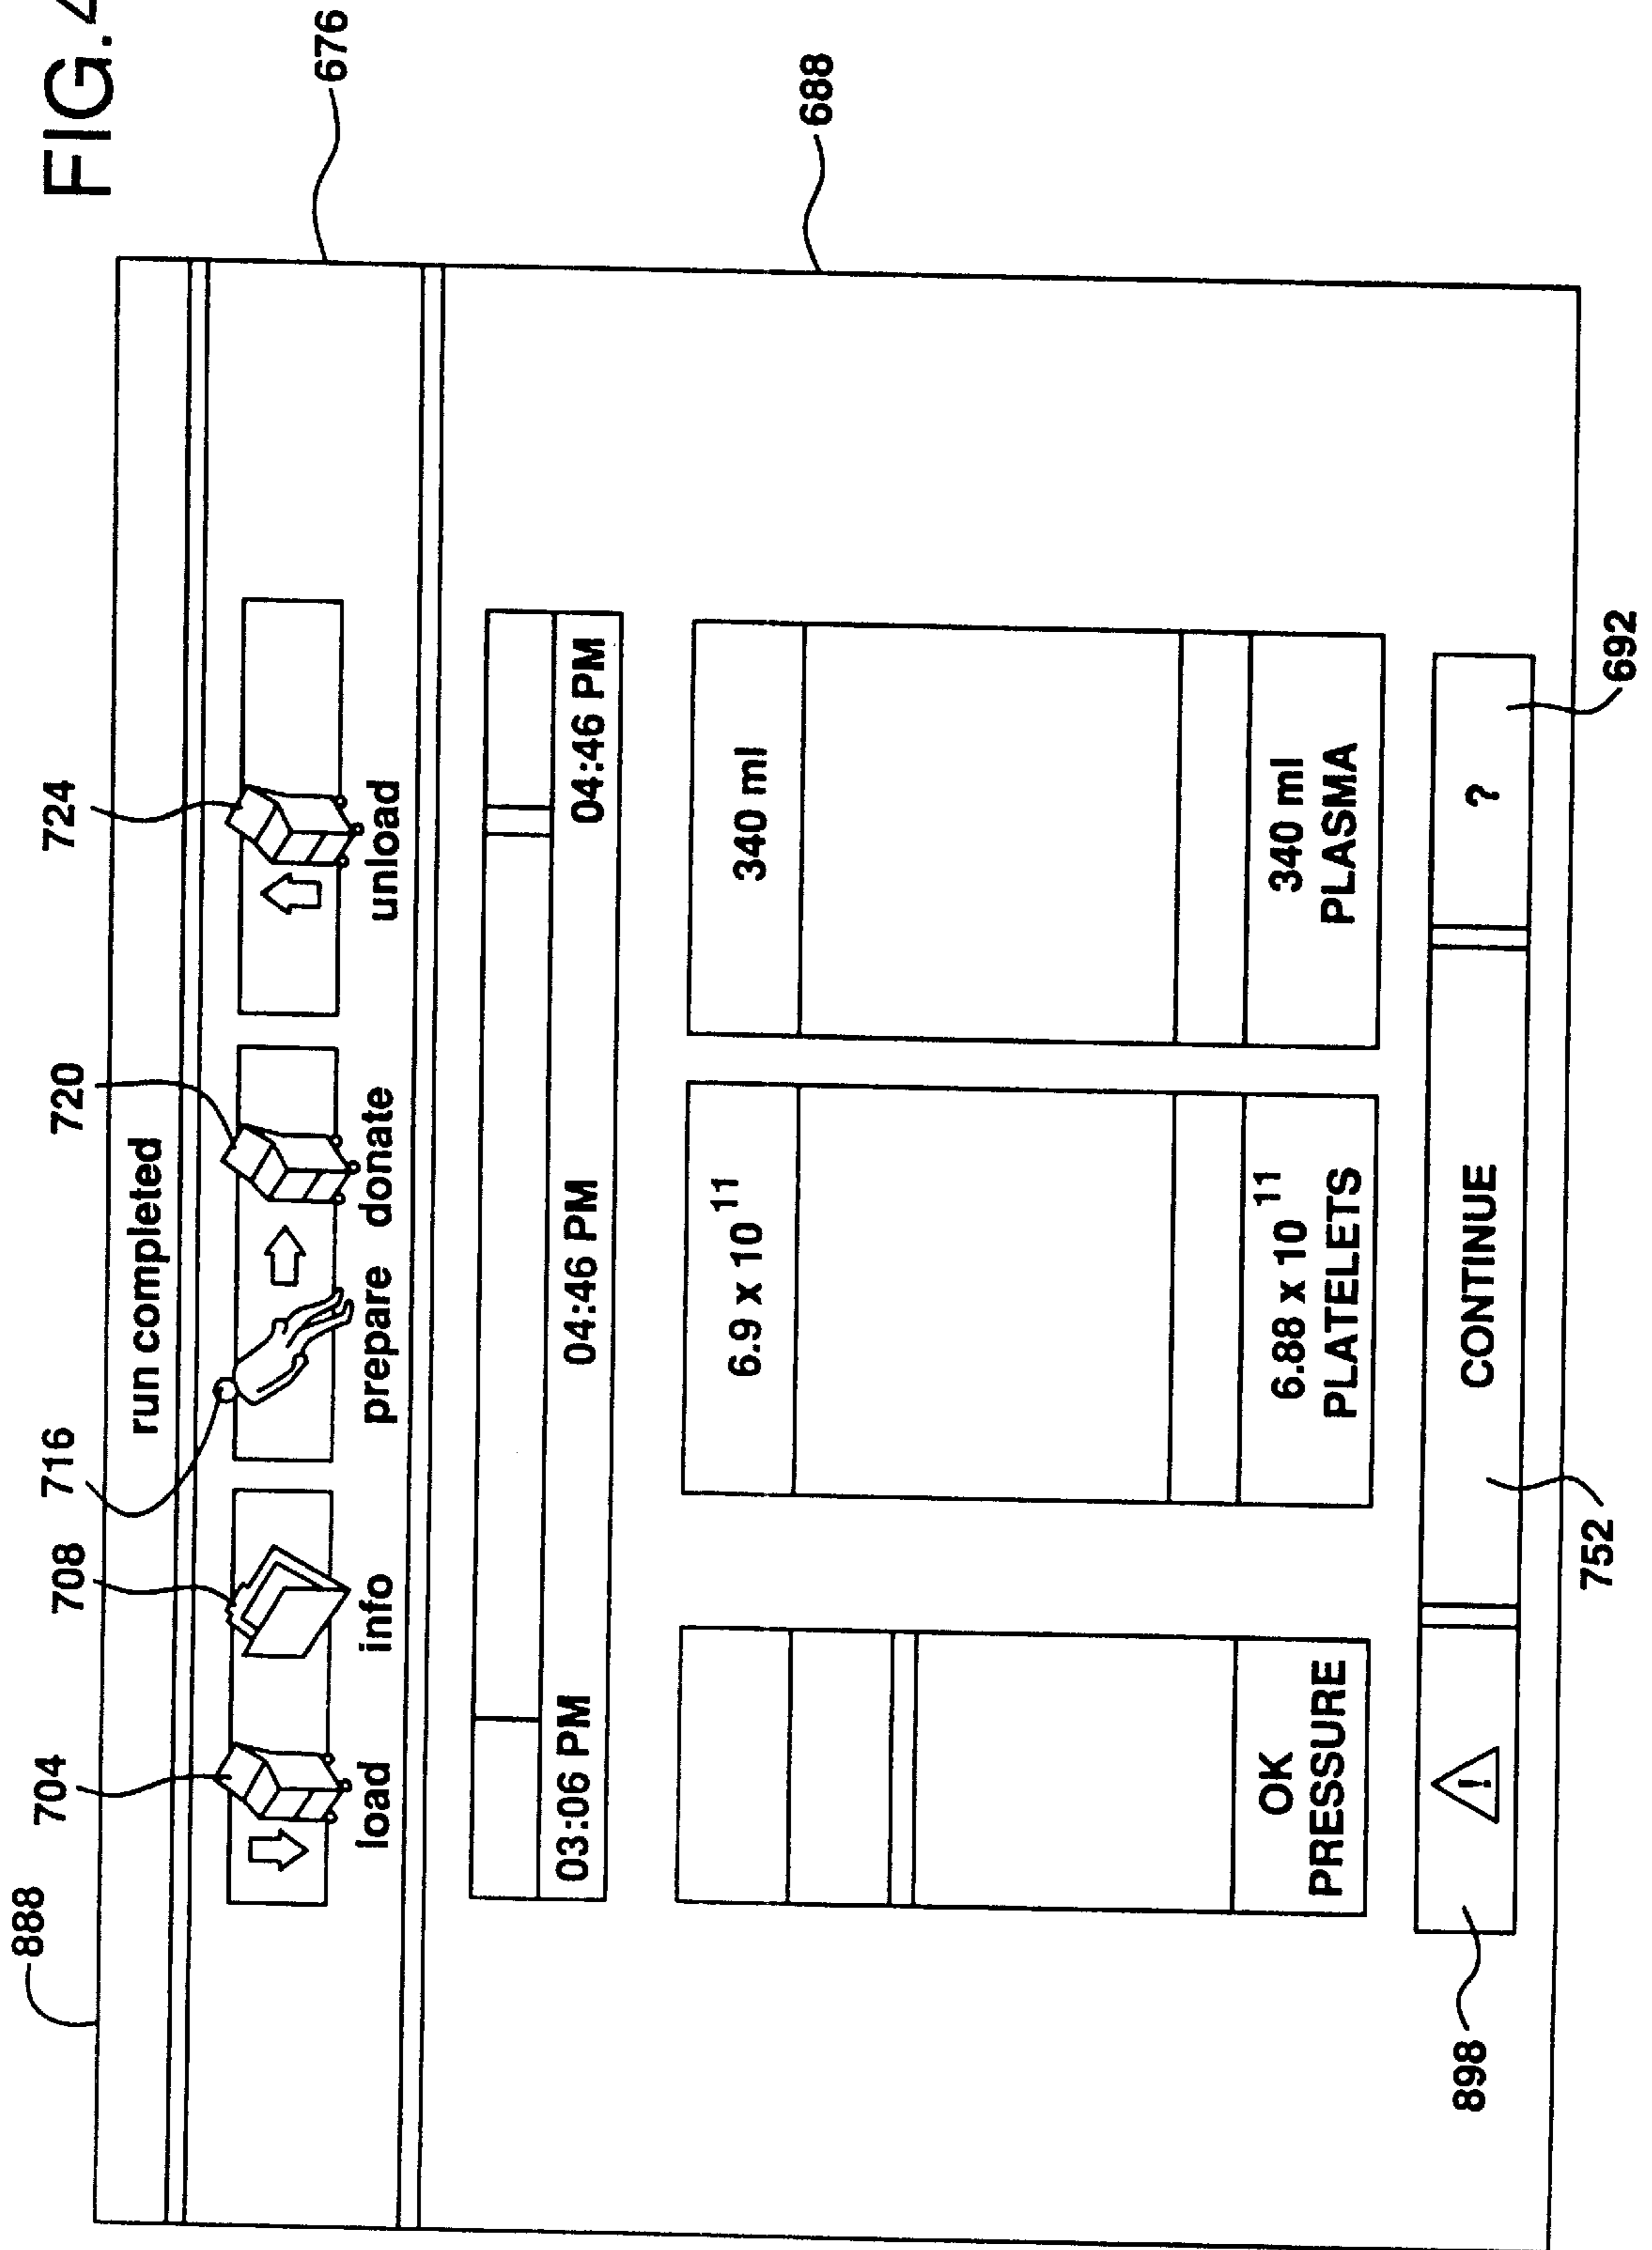 FIG.4
676
688
888
704
708
716
720
724
run completed
load
info
prepare donate
unload
03:06 PM
04:46 PM
04:46 PM
6.9 x 10¹¹
340 ml
OK
PRESSURE
6.88 x 10¹¹
PLATELETS
340 ml
PLASMA
!
CONTINUE
?
898
752
692